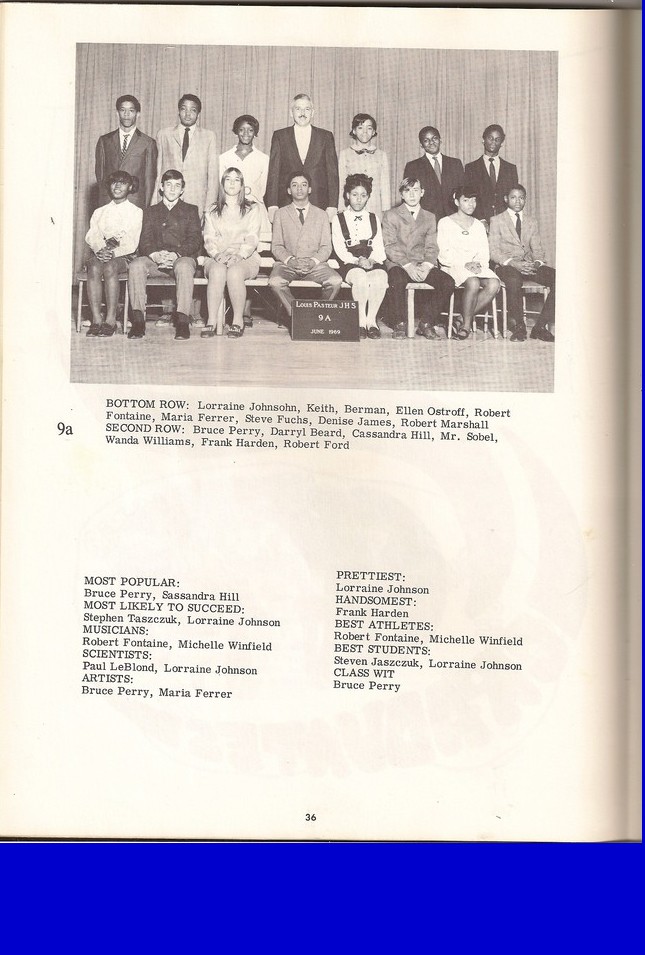 LOUIS PASTEUR J H S
9 A
JUNE 1969
BOTTOM ROW: Lorraine Johnsohn, Keith, Berman, Ellen Ostroff, Robert
Fontaine, Maria Ferrer, Steve Fuchs, Denise James, Robert Marshall
9a
SECOND ROW: Bruce Perry, Darryl Beard, Cassandra Hill, Mr. Sobel,
Wanda Williams, Frank Harden, Robert Ford
MOST POPULAR:
Bruce Perry, Sassandra Hill
MOST LIKELY TO SUCCEED:
Stephen Taszczuk, Lorraine Johnson
MUSICIANS:
Robert Fontaine, Michelle Winfield
SCIENTISTS:
Paul LeBlond, Lorraine Johnson
ARTISTS:
Bruce Perry, Maria Ferrer
PRETTIEST:
Lorraine Johnson
HANDSOMEST:
Frank Harden
BEST ATHLETES:
Robert Fontaine, Michelle Winfield
BEST STUDENTS:
Steven Jaszczuk, Lorraine Johnson
CLASS WIT
Bruce Perry
36